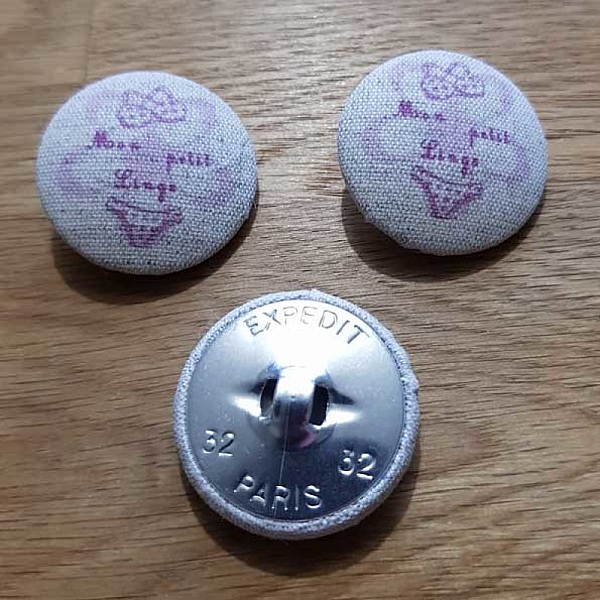 Mon petit
Linge
Mon petit
Linge
EXPEDIT
32 32
PARIS